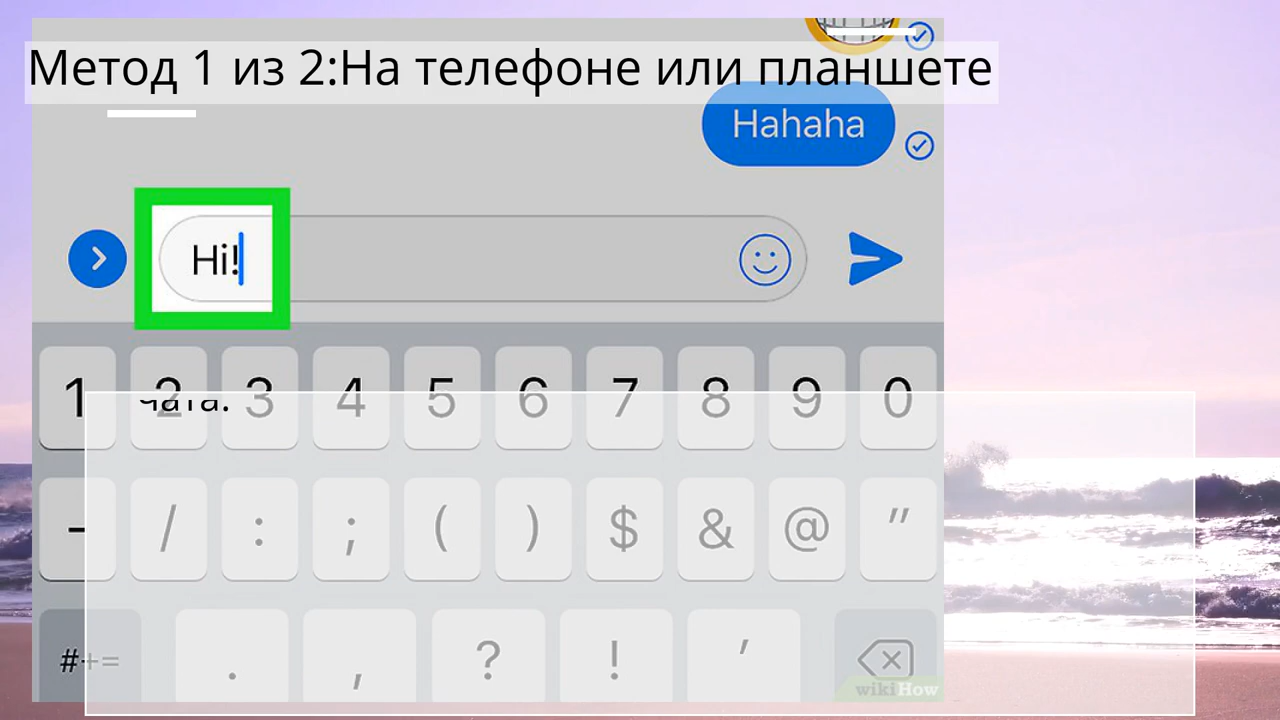 Метод 1 из 2:На телефоне или планшете
Hahaha
Hi!
1 2 3 4 5 6 7 8 9 0
чата.
- / : ; ( ) $ & @ "
#+= . , ? ! '
wikiHow